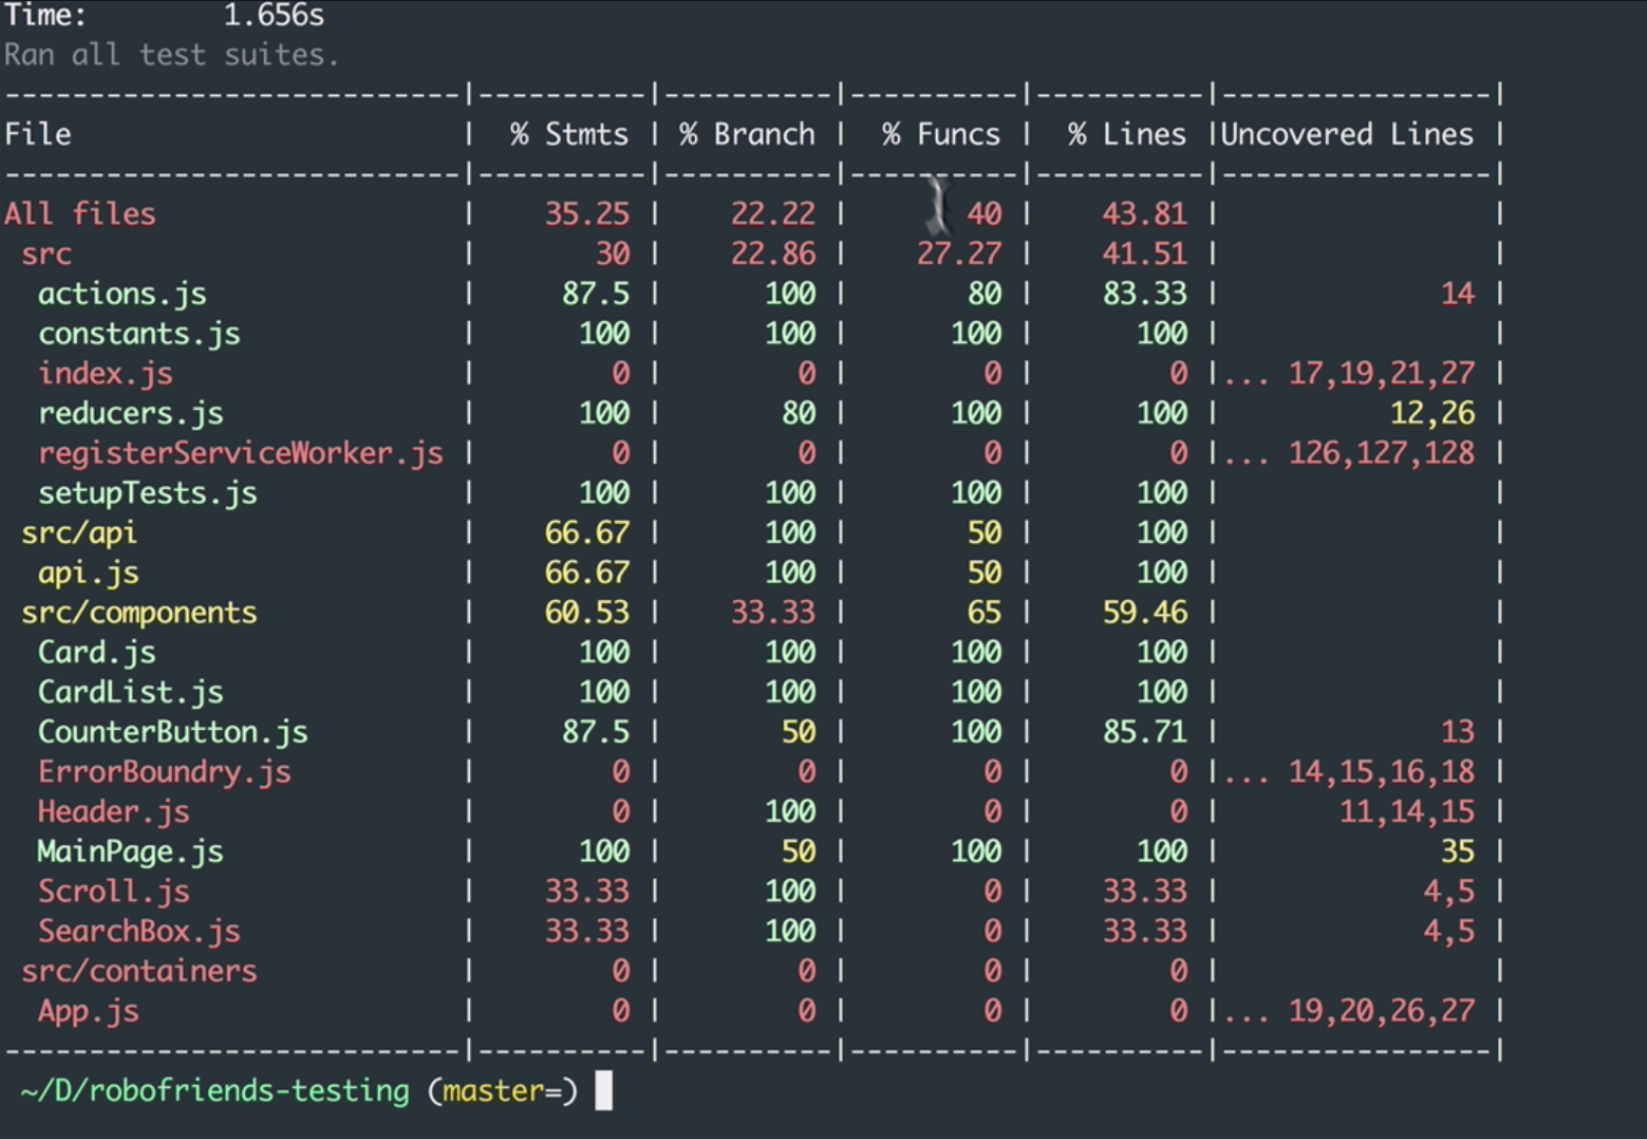 Time:        1.656s
Ran all test suites.
---------------------------|----------|----------|----------|----------|----------------|
File                       |  % Stmts | % Branch |  % Funcs |  % Lines |Uncovered Lines |
---------------------------|----------|----------|----------|----------|----------------|
All files                  |    35.25 |    22.22 |       40 |    43.81 |                |
 src                       |       30 |    22.86 |    27.27 |    41.51 |                |
  actions.js               |     87.5 |      100 |       80 |    83.33 |             14 |
  constants.js             |      100 |      100 |      100 |      100 |                |
  index.js                 |        0 |        0 |        0 |        0 |... 17,19,21,27 |
  reducers.js              |      100 |       80 |      100 |      100 |          12,26 |
  registerServiceWorker.js |        0 |        0 |        0 |        0 |... 126,127,128 |
  setupTests.js            |      100 |      100 |      100 |      100 |                |
 src/api                   |    66.67 |      100 |       50 |      100 |                |
  api.js                   |    66.67 |      100 |       50 |      100 |                |
 src/components            |    60.53 |    33.33 |       65 |    59.46 |                |
  Card.js                  |      100 |      100 |      100 |      100 |                |
  CardList.js              |      100 |      100 |      100 |      100 |                |
  CounterButton.js         |     87.5 |       50 |      100 |    85.71 |             13 |
  ErrorBoundry.js          |        0 |        0 |        0 |        0 |... 14,15,16,18 |
  Header.js                |        0 |      100 |        0 |        0 |       11,14,15 |
  MainPage.js              |      100 |       50 |      100 |      100 |             35 |
  Scroll.js                |    33.33 |      100 |        0 |    33.33 |            4,5 |
  SearchBox.js             |    33.33 |      100 |        0 |    33.33 |            4,5 |
 src/containers            |        0 |        0 |        0 |        0 |                |
  App.js                   |        0 |        0 |        0 |        0 |... 19,20,26,27 |
---------------------------|----------|----------|----------|----------|----------------|
 ~/D/robofriends-testing (master=)